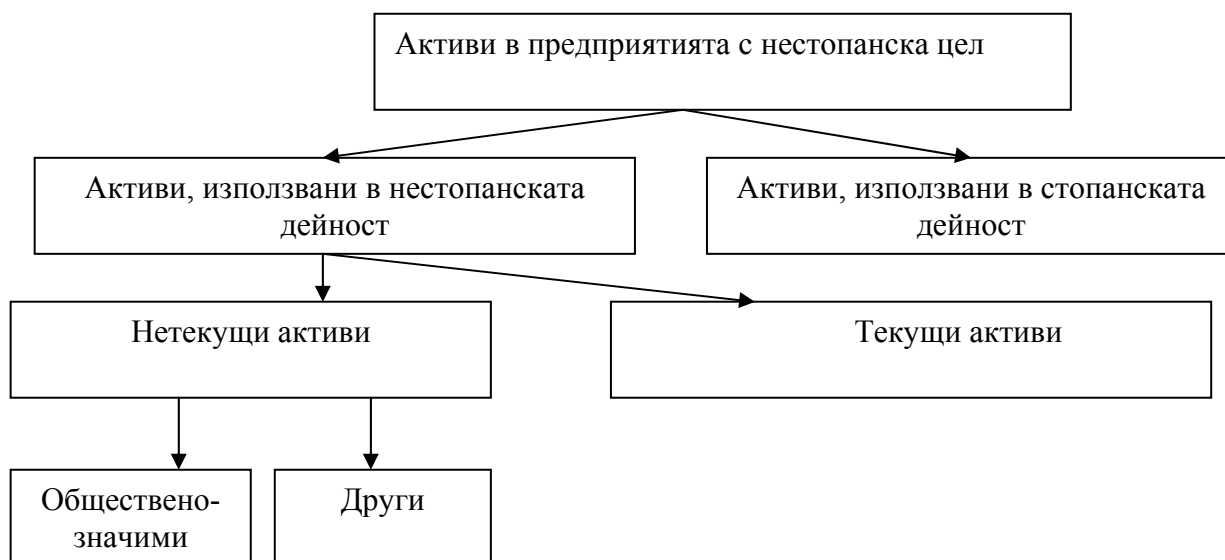 Активи в предприятията с нестопанска цел
Активи, използвани в нестопанската
дейност
Активи, използвани в стопанската
дейност
Нетекущи активи
Текущи активи
Обществено-
значими
Други